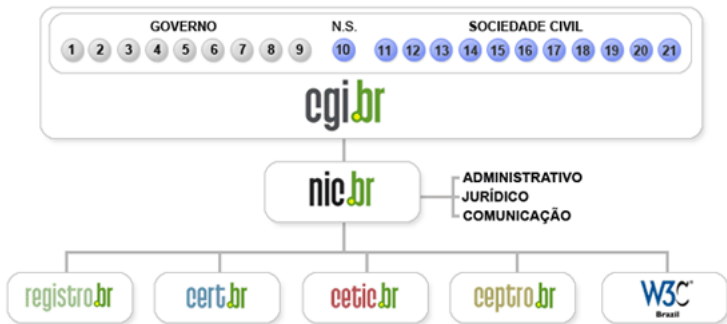 GOVERNO N.S. SOCIEDADE CIVIL
1 2 3 4 5 6 7 8 9 10 11 12 13 14 15 16 17 18 19 20 21
cgi.br
nic.br
ADMINISTRATIVO
JURÍDICO
COMUNICAÇÃO
registro.br cert.br cetic.br ceptro.br W3C
Brazil